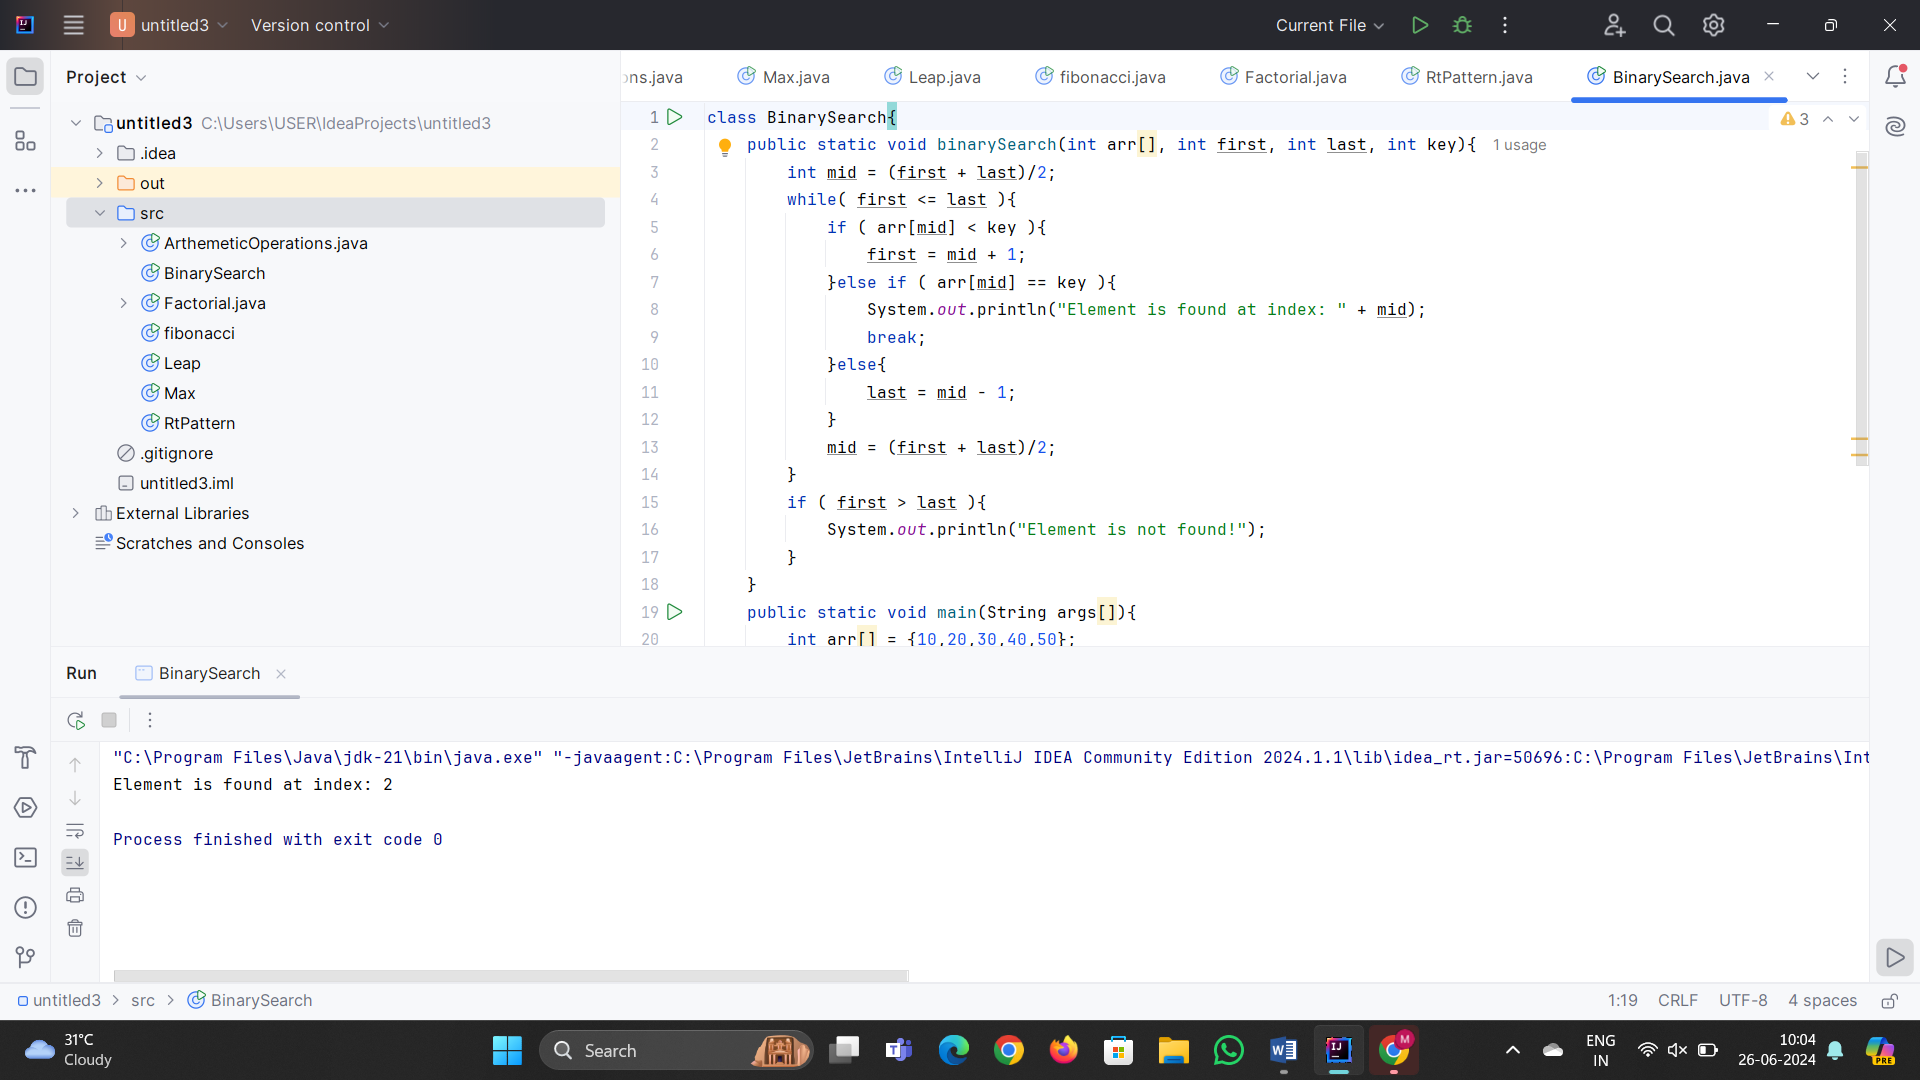 U untitled3 Version control Current File
Project
ons.java Max.java Leap.java fibonacci.java Factorial.java RtPattern.java BinarySearch.java
untitled3 C:\Users\USER\IdeaProjects\untitled3
.idea
out
src
ArthemeticOperations.java
BinarySearch
Factorial.java
fibonacci
Leap
Max
RtPattern
.gitignore
untitled3.iml
External Libraries
Scratches and Consoles
3
1 class BinarySearch{
2 public static void binarySearch(int arr[], int first, int last, int key){ 1 usage
3 int mid = (first + last)/2;
4 while( first <= last ){
5 if ( arr[mid] < key ){
6 first = mid + 1;
7 }else if ( arr[mid] == key ){
8 System.out.println("Element is found at index: " + mid);
9 break;
10 }else{
11 last = mid - 1;
12 }
13 mid = (first + last)/2;
14 }
15 if ( first > last ){
16 System.out.println("Element is not found!");
17 }
18 }
19 public static void main(String args[]){
20 int arr[] = {10,20,30,40,50};
Run BinarySearch
"C:\Program Files\Java\jdk-21\bin\java.exe" "-javaagent:C:\Program Files\JetBrains\IntelliJ IDEA Community Edition 2024.1.1\lib\idea_rt.jar=50696:C:\Program Files\JetBrains\Int
Element is found at index: 2
Process finished with exit code 0
untitled3 > src > BinarySearch 1:19 CRLF UTF-8 4 spaces
31°C
Cloudy
Search
ENG
IN
10:04
26-06-2024
M
PRE